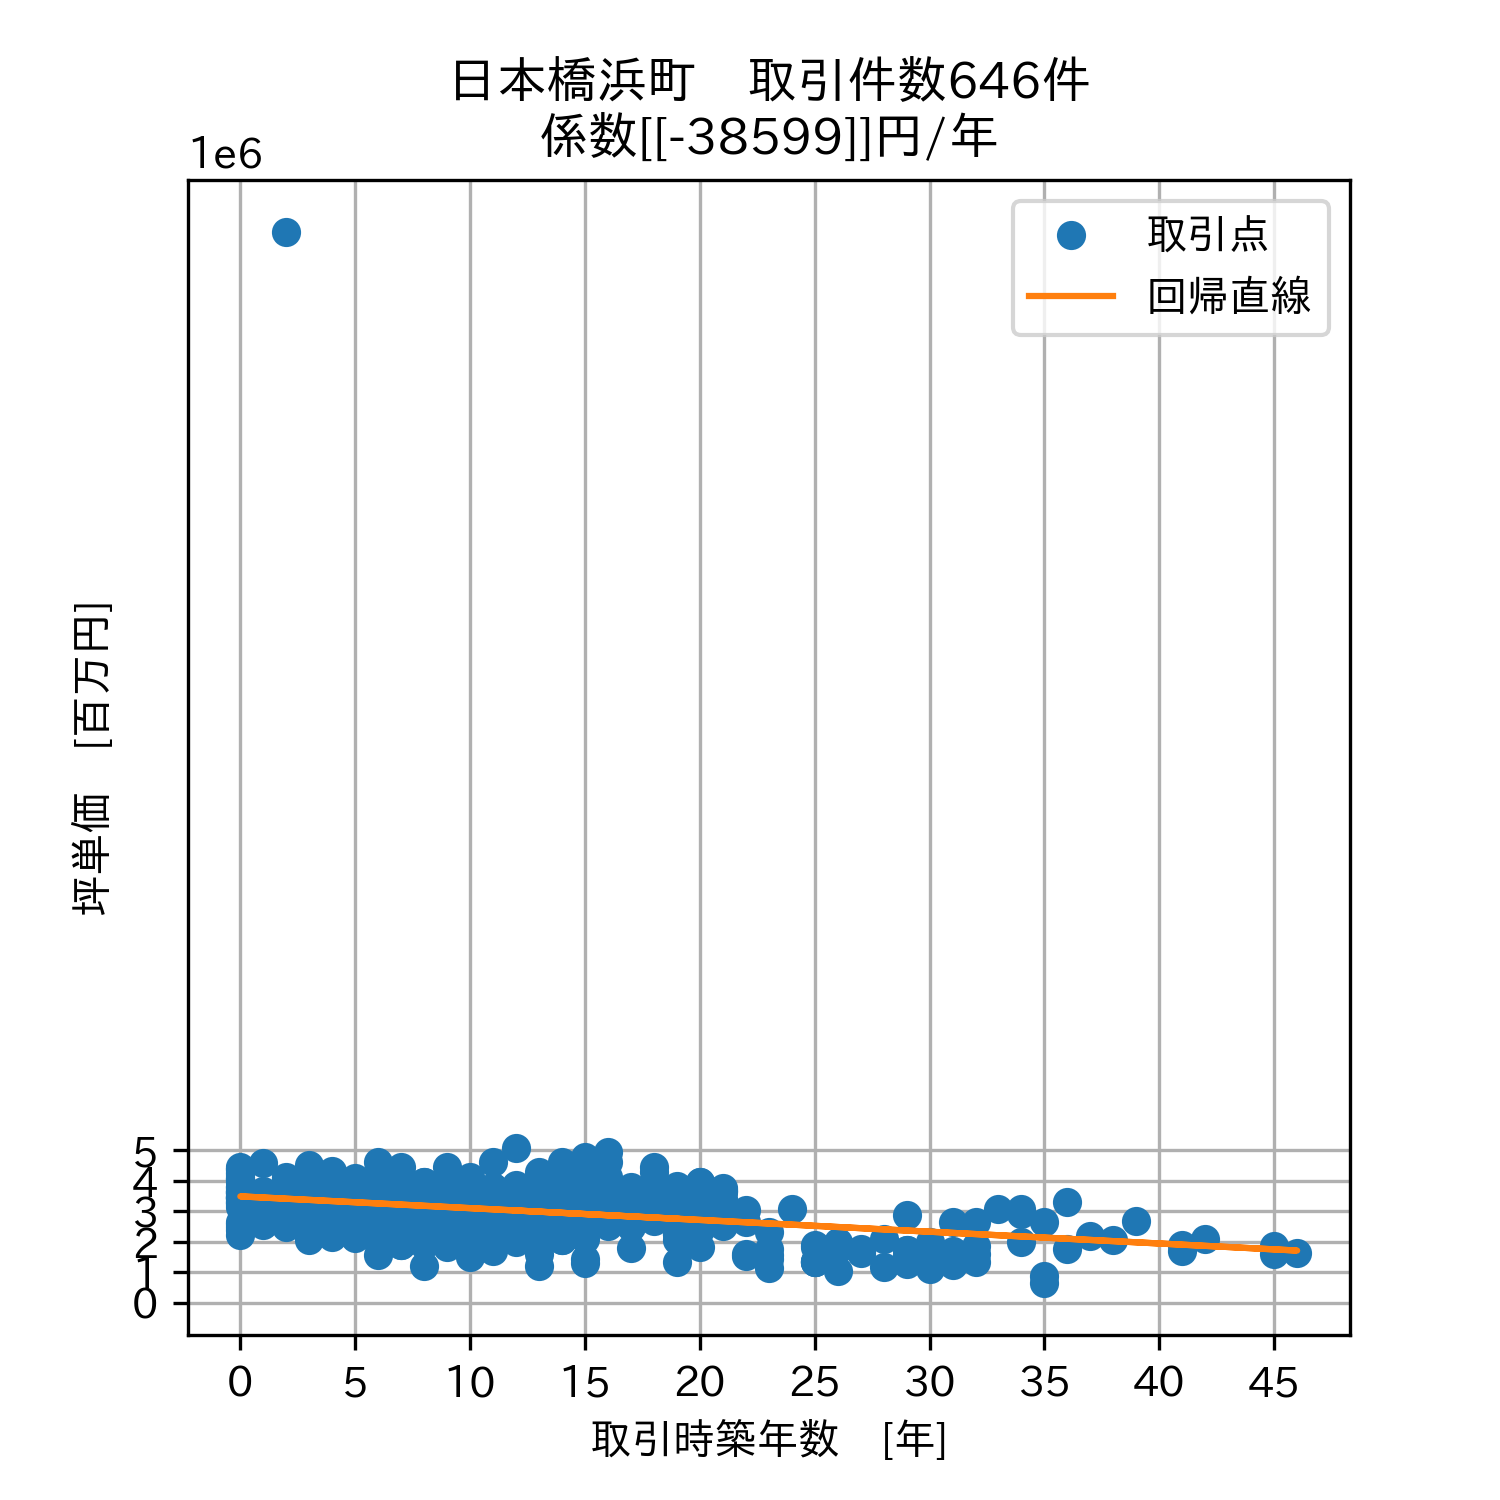 日本橋浜町　取引件数646件
係数[[-38599]]円/年
1e6
取引点
回帰直線
坪単価　[百万円]
5
4
3
2
1
0
0 5 10 15 20 25 30 35 40 45
取引時築年数　[年]